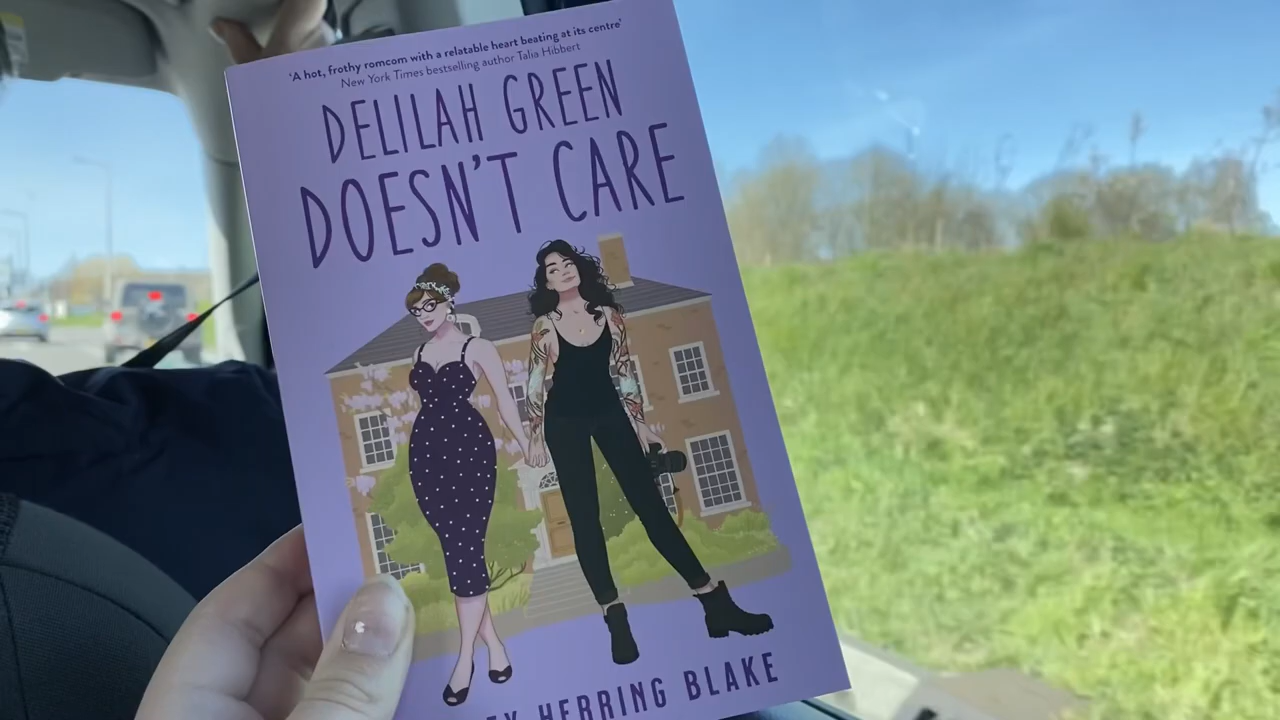 'A hot, frothy romcom with a relatable heart beating at its centre'
New York Times bestselling author Talia Hibbert
DELILAH GREEN
DOESN'T CARE
HERRING BLAKE